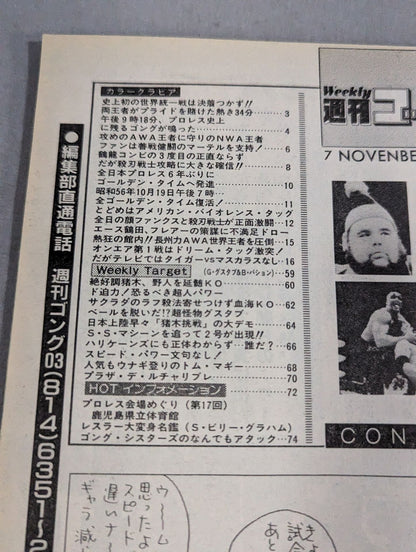 Weekly
週刊
7 NOVENBE
カラーグラビア
史上初の世界統一戦は決着つかず!!
両王者がプライドを賭けた熱き34分………3
午後9時18分、プロレス史上
に残るゴングが鳴った………4
攻めのAWA王者に守りのNWA王者
ファンは善戦健闘のマーテルを支持!………6
鶴龍コンビの3度目の正直ならず
だが殺刃戦士攻略に大きな確信!!………8
全日本プロレス6年ぶりに
ゴールデン・タイムへ発進………10
昭和56年10月19日午後7時
全ゴールデン・タイム復活!………11
とどめはアメリカン・バイオレンス・タッグ
全日の顔ファンクスと殺刃戦士が正面激闘………12
エース鶴田、フレアーの策謀に不満足ドロー
熱狂の館内!! 長州がAWA世界王者を圧倒………15
オンエア第1戦はドリーム・タッグ激突!
だがテレビではタイガーvsマスカラスなし………16
Weekly Target (G・グスタフ&B・パション)………59
絶好調猪木、野人を延髄KO………60
ド迫力!恐るべき超人パワー
サクラダのラフ殺法寄せつけず血海KO………62
ベールを脱いだ!?超怪物グスタフ
日本上陸早々「猪木挑戦」の大デモ………64
S・S・マシーンを追って2号が出現!!
ハリケーンズにも正体わからず…誰だ?………66
スピード・パワー文句なし!
人気もウナギ登りのトム・マギー………68
プラザ・デ・ルチャリブレ………70
HOT インフォメーション………72
プロレス会場めぐり(第17回)
鹿児島県立体育館
レスラー大変身名鑑(S・ビリー・グラハム)
ゴング・シスターズのなんでもアタック………74
●編集部直通電話 週刊ゴング03(814)6351〜2
CON
ウ〜〜ム
思ったよ
スピード
遅いナー
ギャラ、減
試合
あと